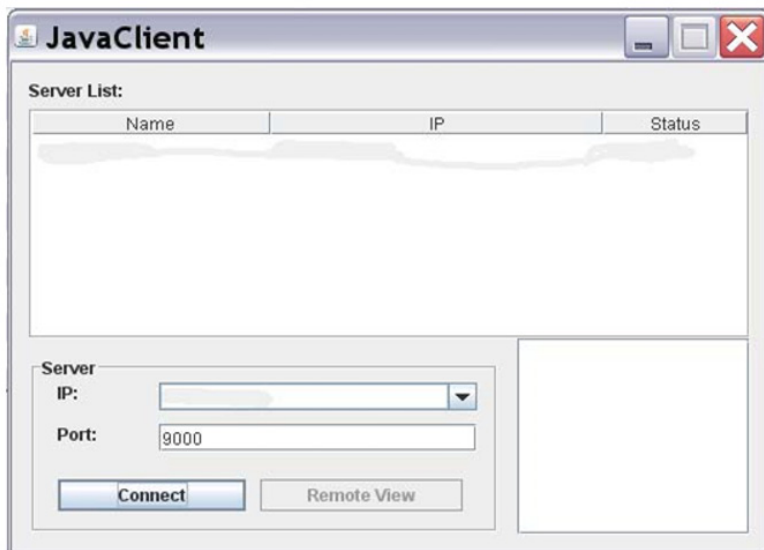 JavaClient
Server List:
Name IP Status
Server
IP:
Port: 9000
Connect Remote View